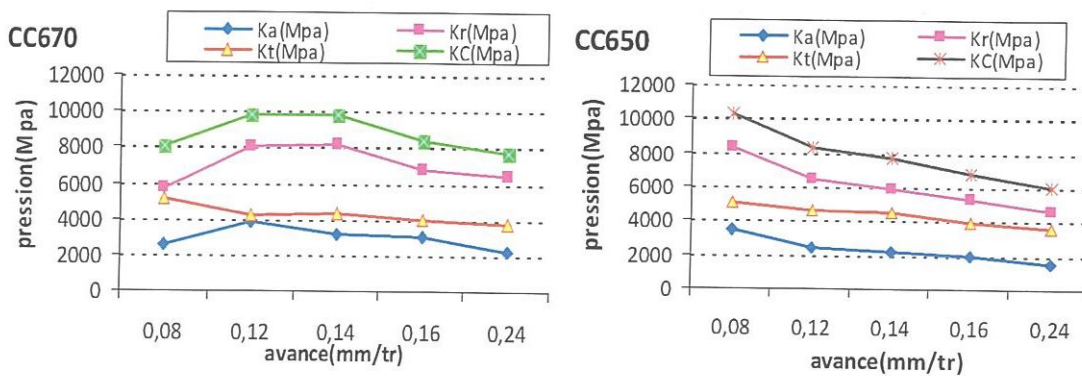 CC670
Ka(Mpa) Kr(Mpa)
Kt(Mpa) KC(Mpa)
pression(Mpa)
12000
10000
8000
6000
4000
2000
0
0,08 0,12 0,14 0,16 0,24
avance(mm/tr)
CC650
Ka(Mpa) Kr(Mpa)
Kt(Mpa) KC(Mpa)
pression(Mpa)
12000
10000
8000
6000
4000
2000
0
0,08 0,12 0,14 0,16 0,24
avance(mm/tr)